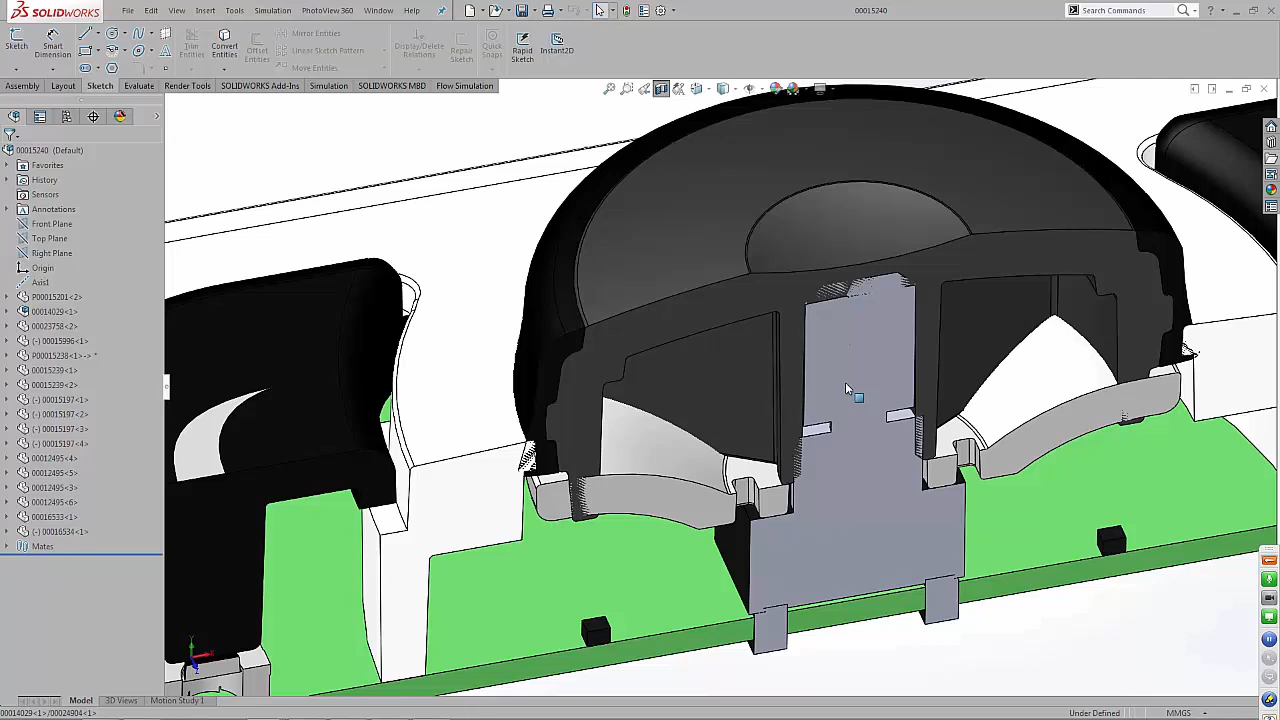 SOLIDWORKS File Edit View Insert Tools Simulation PhotoView 360 Window Help 00015240 Search Commands ?
Sketch Smart Dimension Trim Entities Convert Entities Offset Entities Mirror Entities Linear Sketch Pattern Move Entities Display/Delete Relations Repair Sketch Quick Snaps Rapid Sketch Instant2D
Assembly Layout Sketch Evaluate Render Tools SOLIDWORKS Add-Ins Simulation SOLIDWORKS MBD Flow Simulation
00015240 (Default)
Favorites
History
Sensors
Annotations
Front Plane
Top Plane
Right Plane
Origin
Axis1
P00015201<2>
00014029<1>
00023758<2>
(-) 00015996<1>
P00015238<1>-> *
00015239<1>
00015239<2>
(-) 00015197<1>
(-) 00015197<2>
(-) 00015197<3>
(-) 00015197<4>
00012495<4>
00012495<5>
00012495<3>
00012495<6>
00016533<1>
(-) 00016534<1>
Mates
Model 3D Views Motion Study 1
00014029<1>/00024904<1> Under Defined MMGS